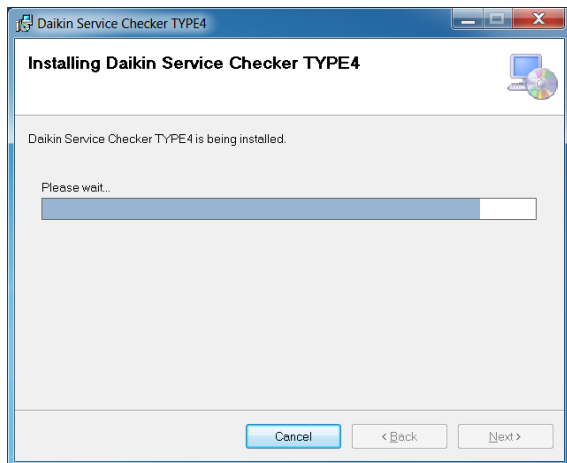 Daikin Service Checker TYPE4
Installing Daikin Service Checker TYPE4
Daikin Service Checker TYPE4 is being installed.
Please wait...
Cancel
< Back
Next >